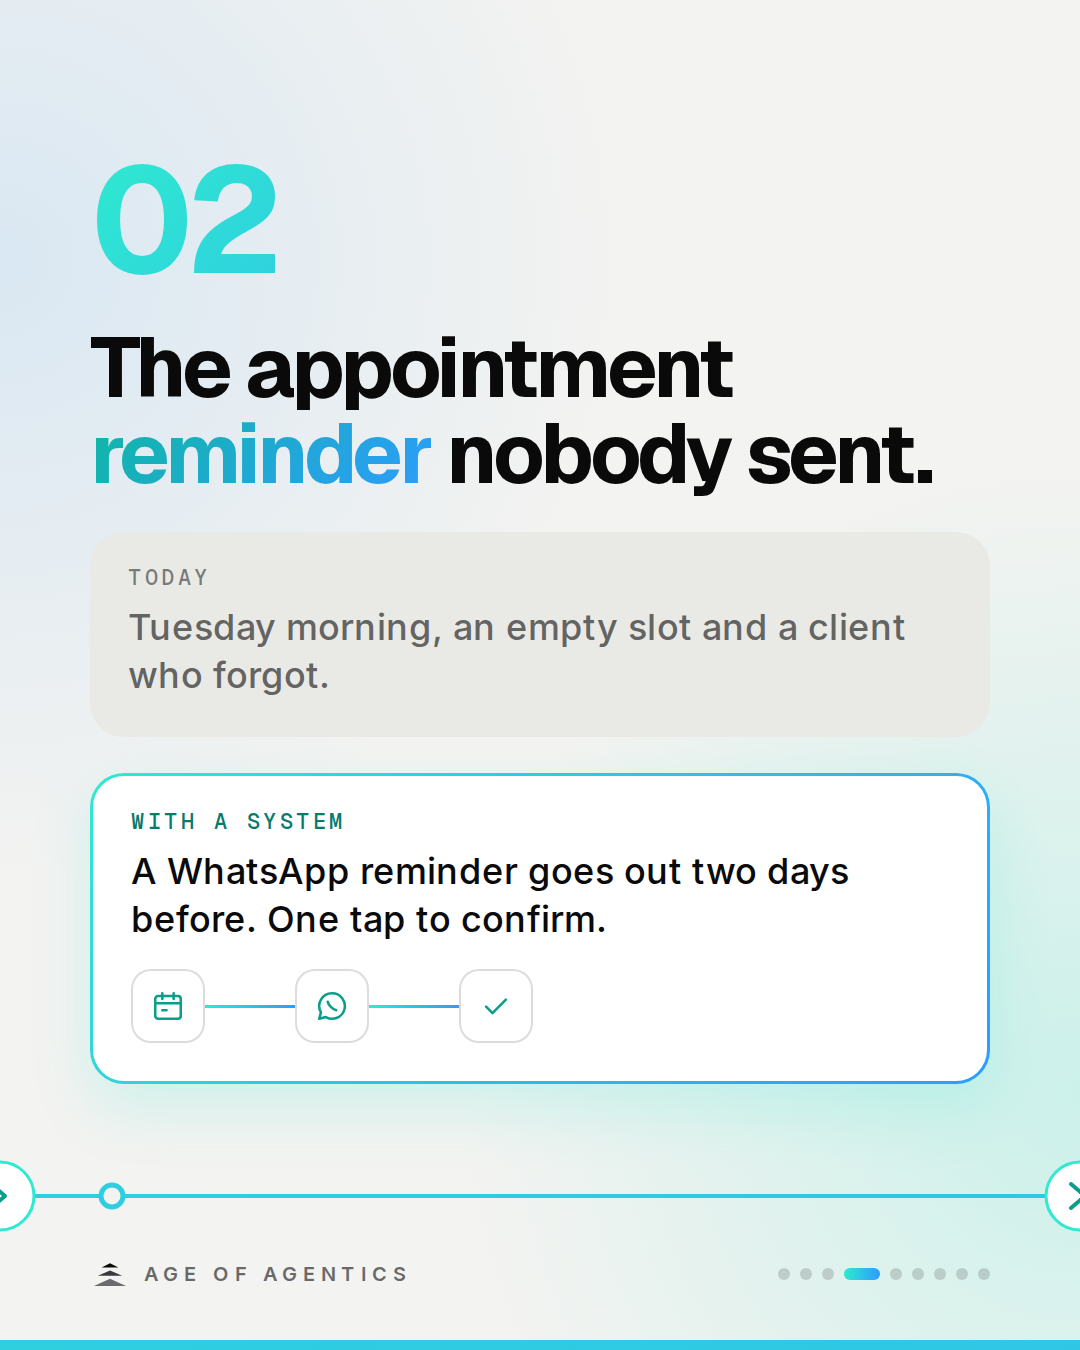 02
The appointment
reminder nobody sent.
TODAY
Tuesday morning, an empty slot and a client
who forgot.
WITH A SYSTEM
A WhatsApp reminder goes out two days
before. One tap to confirm.
AGE OF AGENTICS